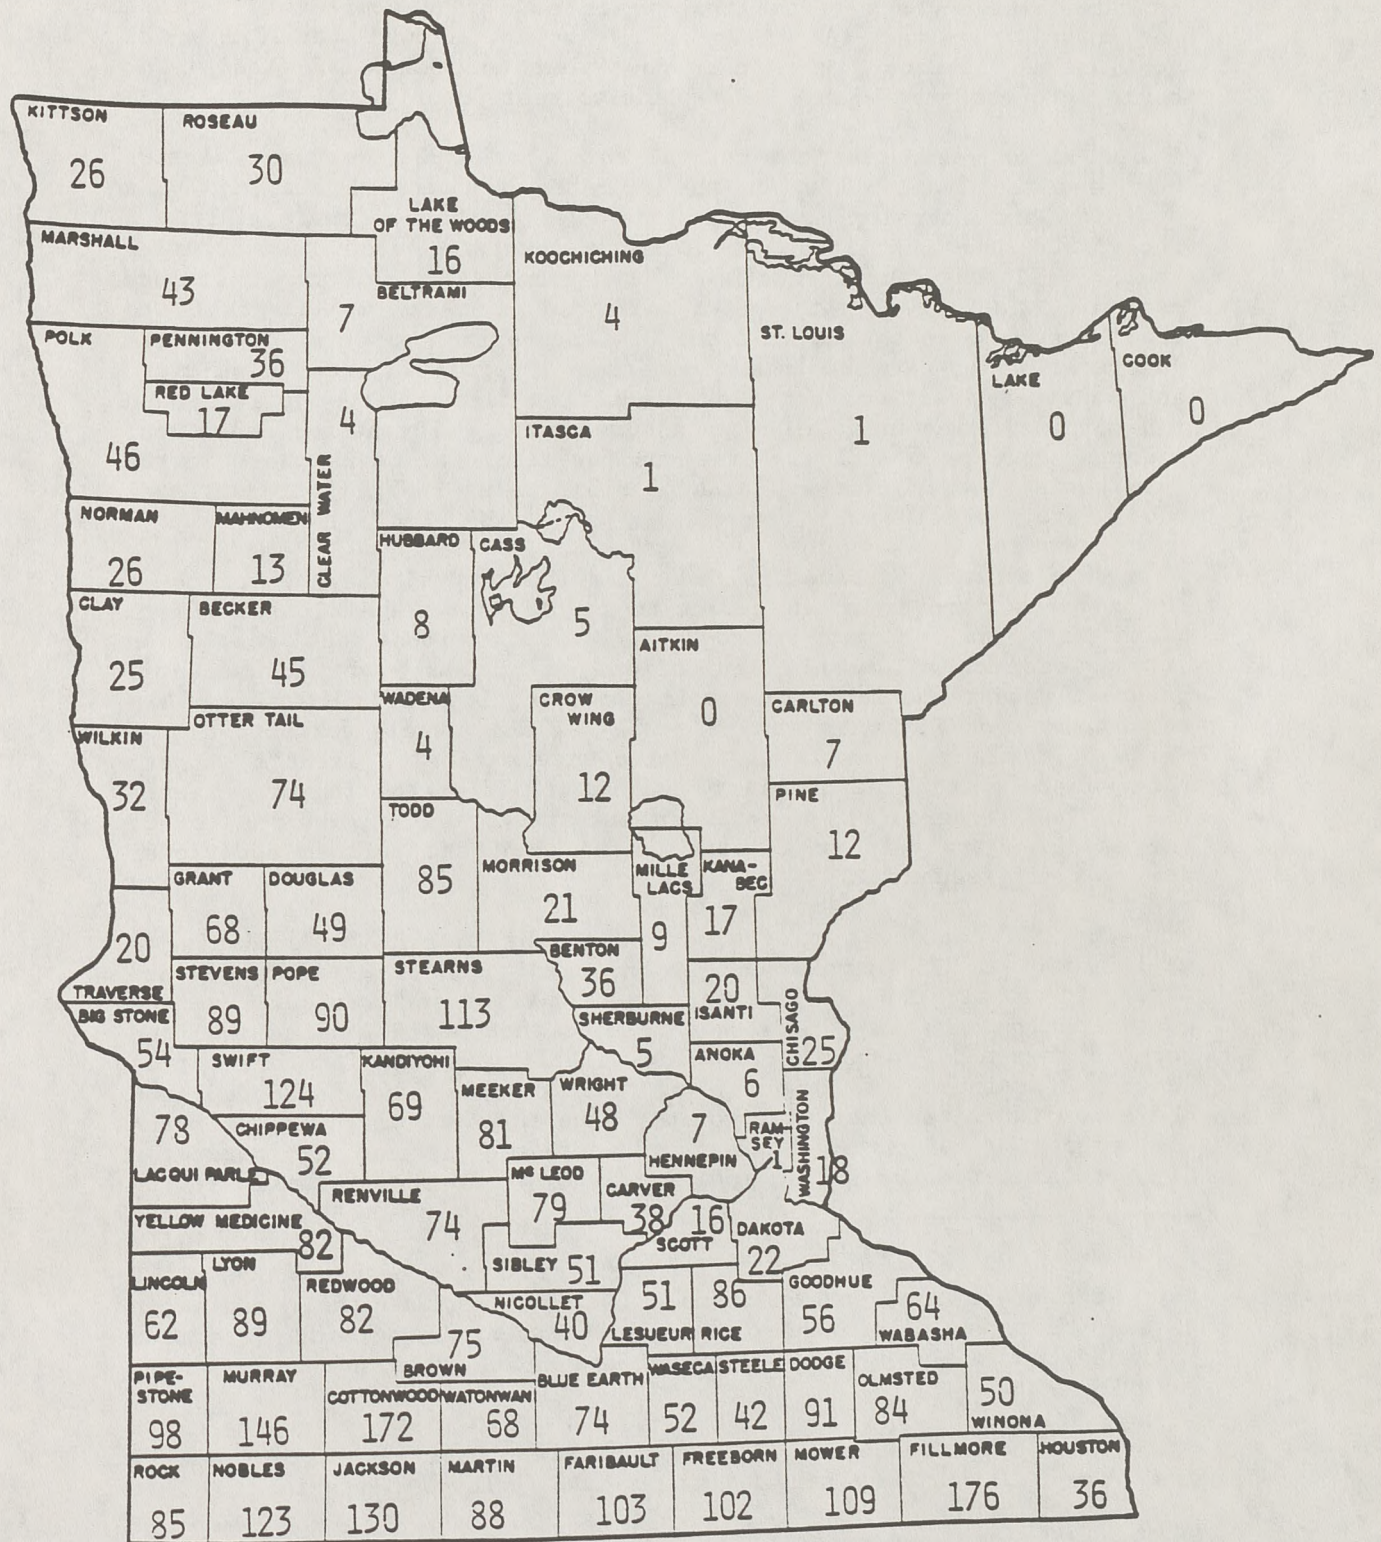 KITTSON
26
ROSEAU
30
LAKE
OF THE WOODS
16
MARSHALL
43
KOOCHICHING
4
BELTRAMI
7
ST. LOUIS
1
POLK
46
PENNINGTON
36
RED LAKE
17
LAKE
0
COOK
0
CLEAR WATER
4
ITASCA
1
NORMAN
26
MAHNOMEN
13
HUBBARD
8
CASS
5
CLAY
25
BECKER
45
AITKIN
0
WADENA
4
CROW
WING
12
CARLTON
7
WILKIN
32
OTTER TAIL
74
PINE
12
TODD
85
MORRISON
21
MILLE
LACS
9
KANA-
BEC
17
GRANT
68
DOUGLAS
49
20
TRAVERSE
BENTON
36
STEVENS
89
POPE
90
STEARNS
113
20
ISANTI
CHISAGO
25
BIG STONE
54
SHERBURNE
5
ANOKA
6
SWIFT
124
KANDIYOHI
69
MEEKER
81
WRIGHT
48
7
HENNEPIN
RAM-
SEY
1
WASHINGTON
18
78
LAC QUI PARLE
CHIPPEWA
52
RENVILLE
74
Mc LEOD
79
CARVER
38
16
SCOTT
DAKOTA
22
YELLOW MEDICINE
82
SIBLEY 51
LINCOLN
62
LYON
89
REDWOOD
82
NICOLLET
40
51
LESUEUR
86
RICE
GOODHUE
56
64
WABASHA
75
BROWN
PIPE-
STONE
98
MURRAY
146
COTTONWOOD
172
WATONWAN
68
BLUE EARTH
74
WASECA
52
STEELE
42
DODGE
91
OLMSTED
84
50
WINONA
ROCK
85
NOBLES
123
JACKSON
130
MARTIN
88
FARIBAULT
103
FREEBORN
102
MOWER
109
FILLMORE
176
HOUSTON
36